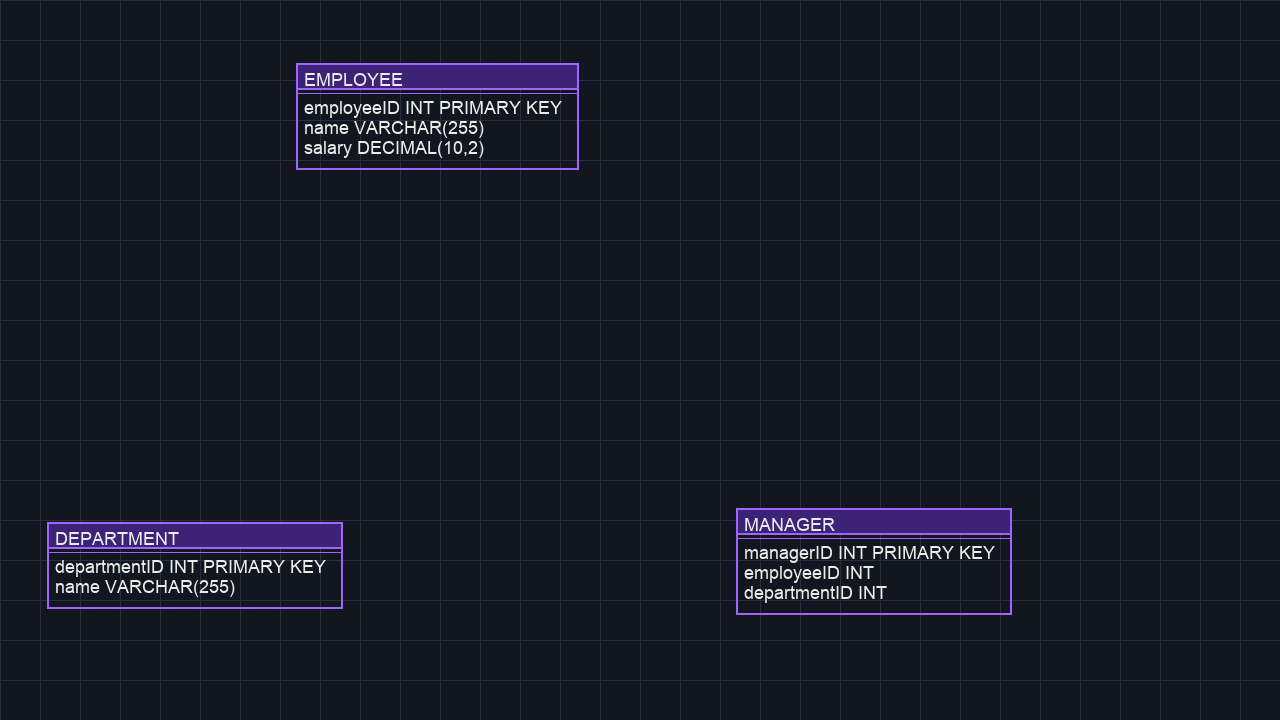 EMPLOYEE
employeeID INT PRIMARY KEY
name VARCHAR(255)
salary DECIMAL(10,2)
DEPARTMENT
departmentID INT PRIMARY KEY
name VARCHAR(255)
MANAGER
managerID INT PRIMARY KEY
employeeID INT
departmentID INT